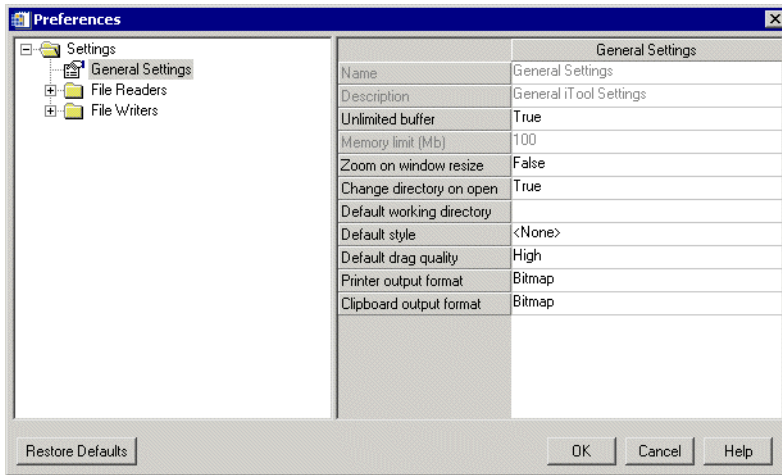 Preferences
Settings
General Settings
File Readers
File Writers
General Settings
Name General Settings
Description General iTool Settings
Unlimited buffer True
Memory limit (Mb) 100
Zoom on window resize False
Change directory on open True
Default working directory
Default style <None>
Default drag quality High
Printer output format Bitmap
Clipboard output format Bitmap
Restore Defaults OK Cancel Help